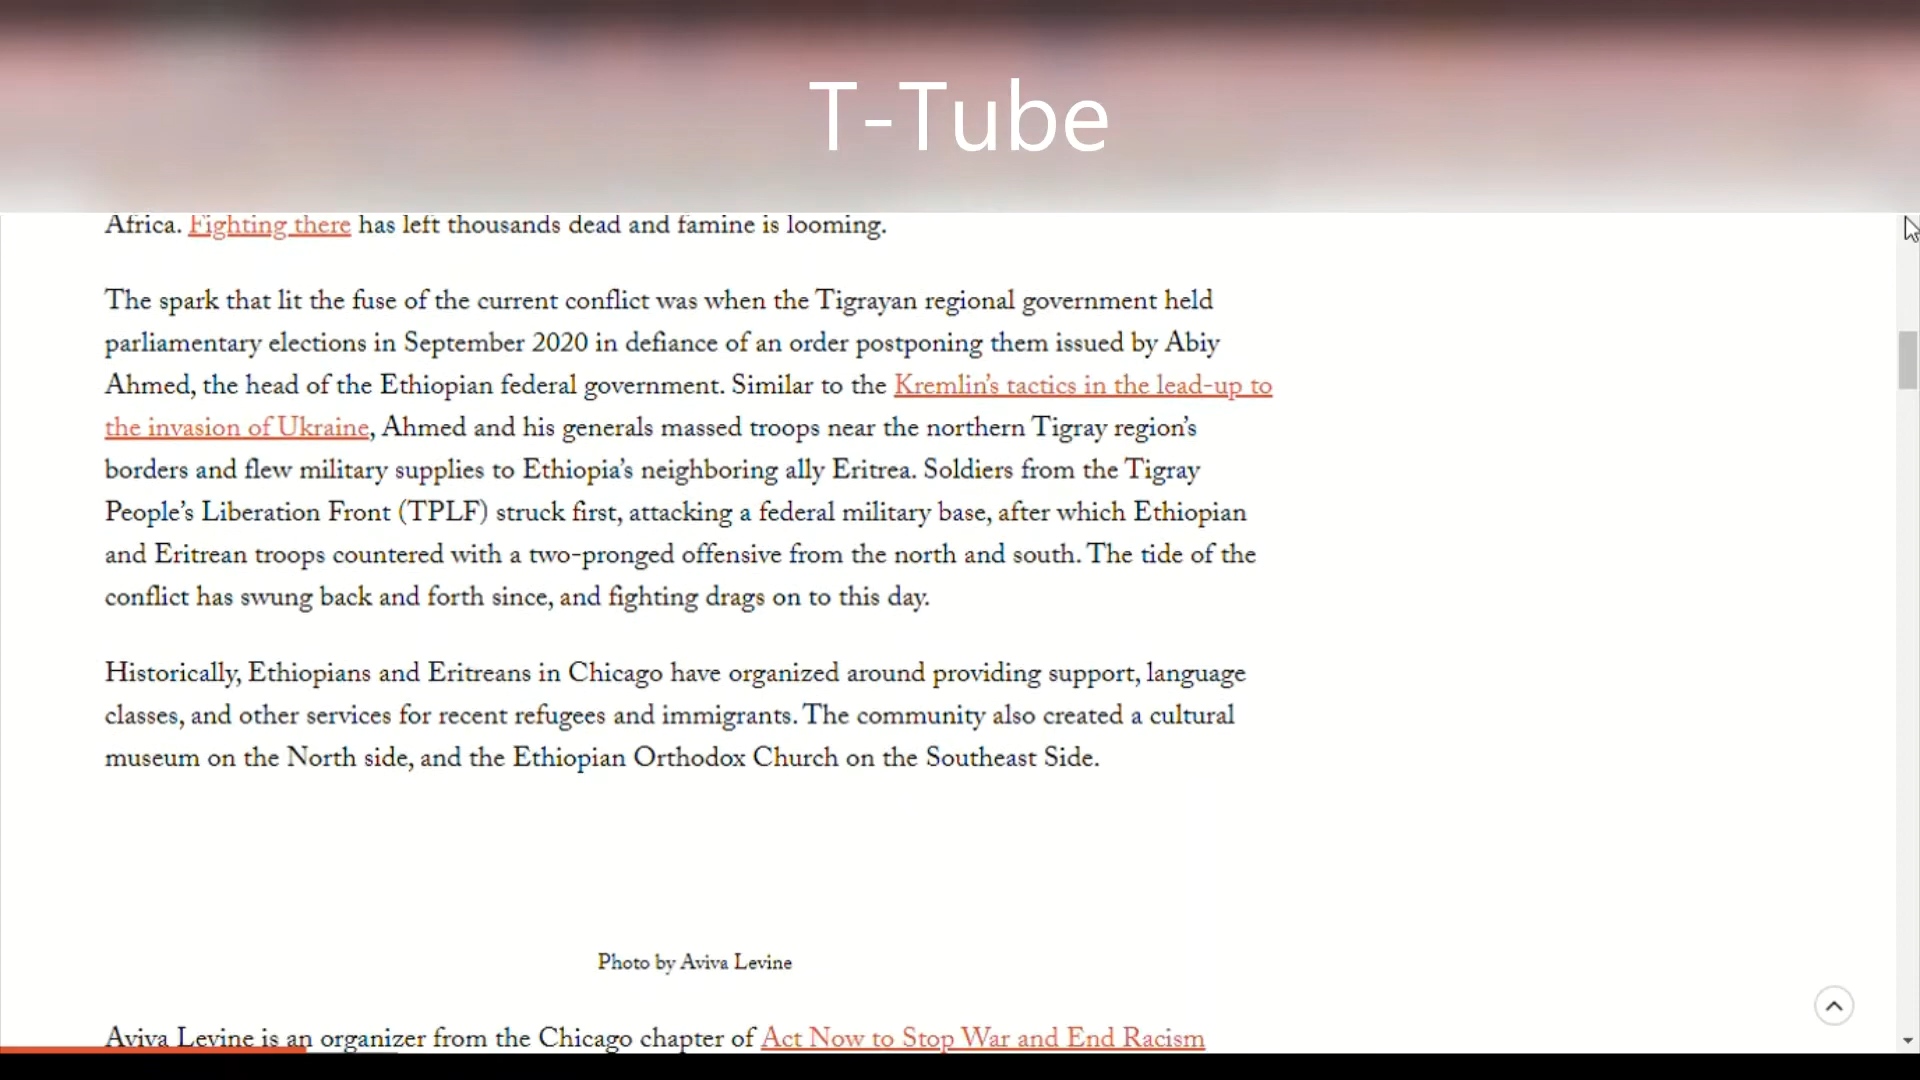 T-Tube
Africa. Fighting there has left thousands dead and famine is looming.
The spark that lit the fuse of the current conflict was when the Tigrayan regional government held
parliamentary elections in September 2020 in defiance of an order postponing them issued by Abiy
Ahmed, the head of the Ethiopian federal government. Similar to the Kremlin’s tactics in the lead-up to
the invasion of Ukraine, Ahmed and his generals massed troops near the northern Tigray region’s
borders and flew military supplies to Ethiopia’s neighboring ally Eritrea. Soldiers from the Tigray
People’s Liberation Front (TPLF) struck first, attacking a federal military base, after which Ethiopian
and Eritrean troops countered with a two-pronged offensive from the north and south. The tide of the
conflict has swung back and forth since, and fighting drags on to this day.
Historically, Ethiopians and Eritreans in Chicago have organized around providing support, language
classes, and other services for recent refugees and immigrants. The community also created a cultural
museum on the North side, and the Ethiopian Orthodox Church on the Southeast Side.
Photo by Aviva Levine
Aviva Levine is an organizer from the Chicago chapter of Act Now to Stop War and End Racism